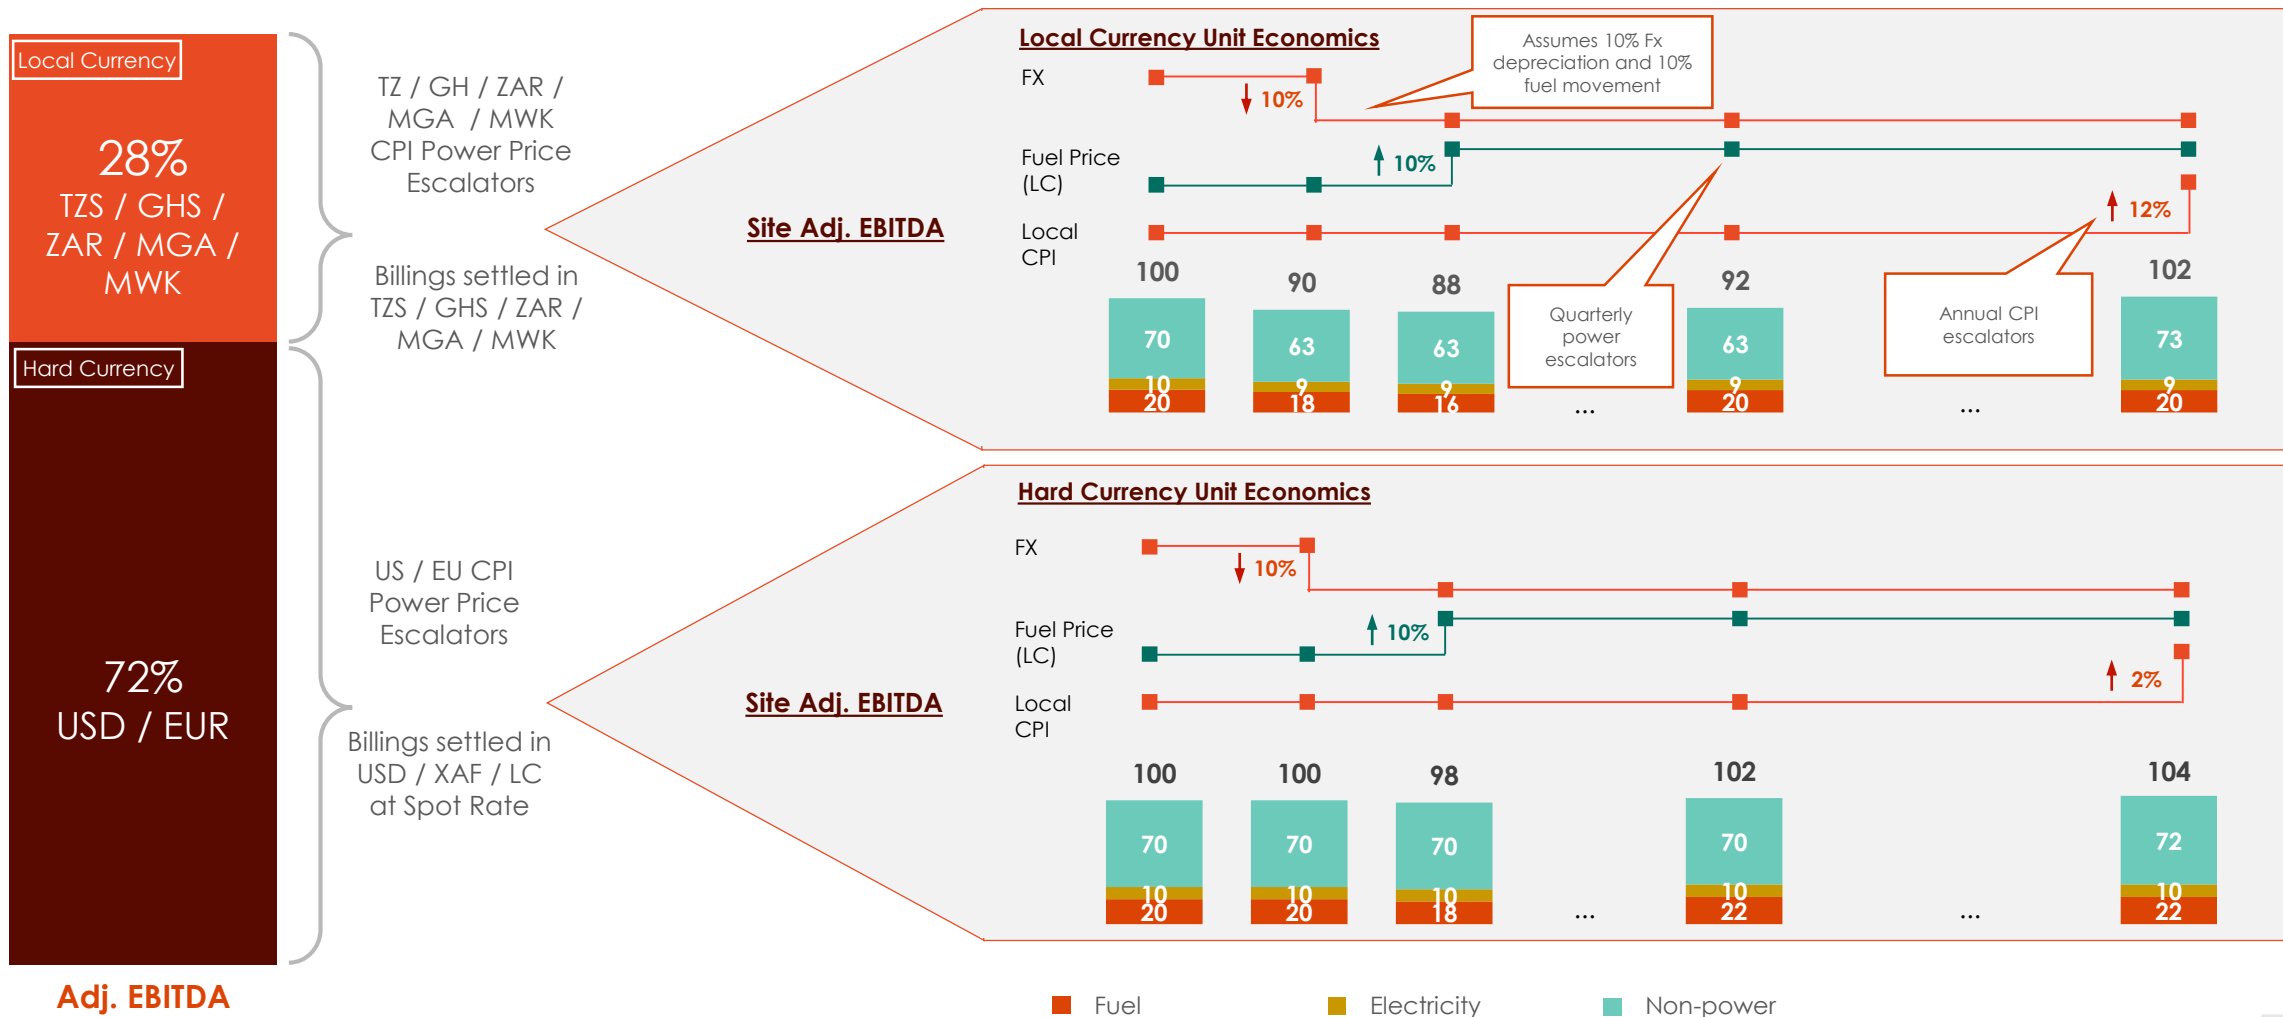 Local Currency
28%
TZS / GHS /
ZAR / MGA /
MWK
Hard Currency
72%
USD / EUR
Adj. EBITDA
TZ / GH / ZAR /
MGA / MWK
CPI Power Price
Escalators
Billings settled in
TZS / GHS / ZAR /
MGA / MWK
US / EU CPI
Power Price
Escalators
Billings settled in
USD / XAF / LC
at Spot Rate
Site Adj. EBITDA
Local Currency Unit Economics
Assumes 10% Fx
depreciation and 10%
fuel movement
FX
10%
Fuel Price
(LC)
10%
Local
CPI
12%
100
90
88
92
102
70
63
63
63
73
10
9
9
9
9
20
18
16
...
20
...
20
Quarterly
power
escalators
Annual CPI
escalators
Site Adj. EBITDA
Hard Currency Unit Economics
FX
10%
Fuel Price
(LC)
10%
Local
CPI
2%
100
100
98
102
104
70
70
70
70
72
10
10
10
10
10
20
20
18
...
22
...
22
Fuel
Electricity
Non-power